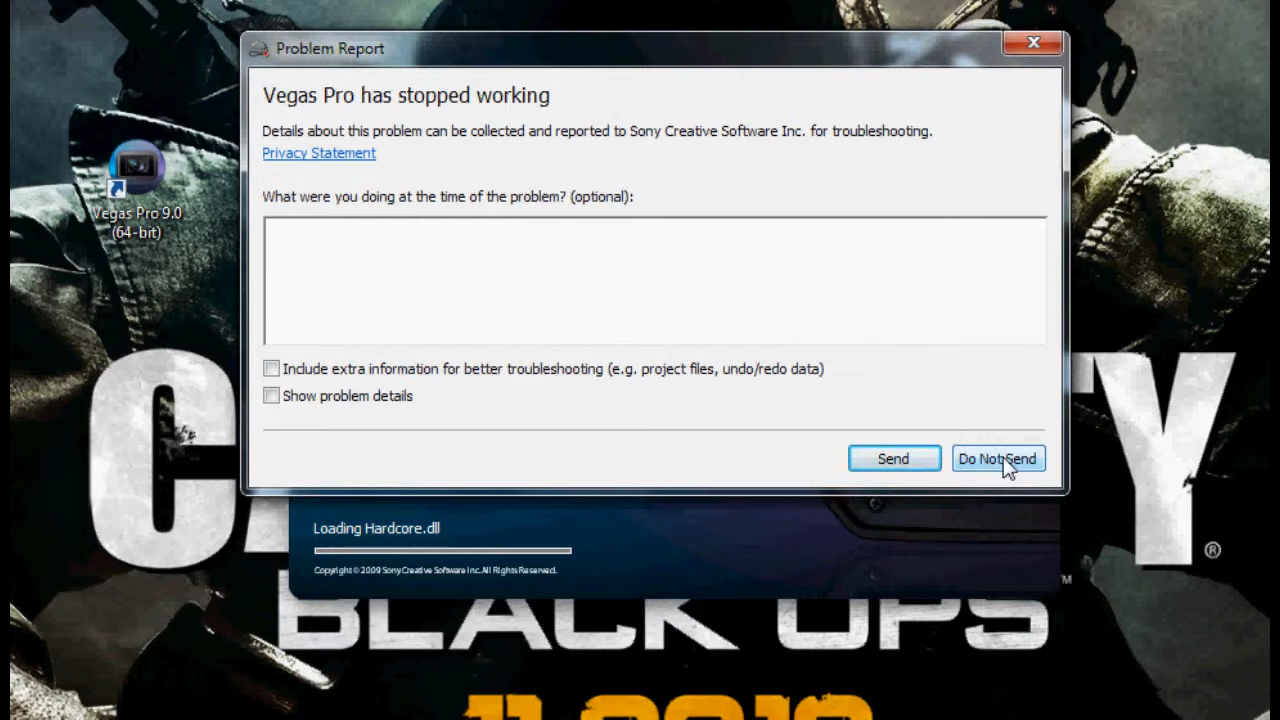 Problem Report
Vegas Pro has stopped working
Details about this problem can be collected and reported to Sony Creative Software Inc. for troubleshooting.
Privacy Statement
What were you doing at the time of the problem? (optional):
Vegas Pro 9.0
(64-bit)
Include extra information for better troubleshooting (e.g. project files, undo/redo data)
Show problem details
Send
Do Not Send
Loading Hardcore.dll
Copyright © 2009 Sony Creative Software Inc. All Rights Reserved.
C
TY ®
BLACK OPS ™